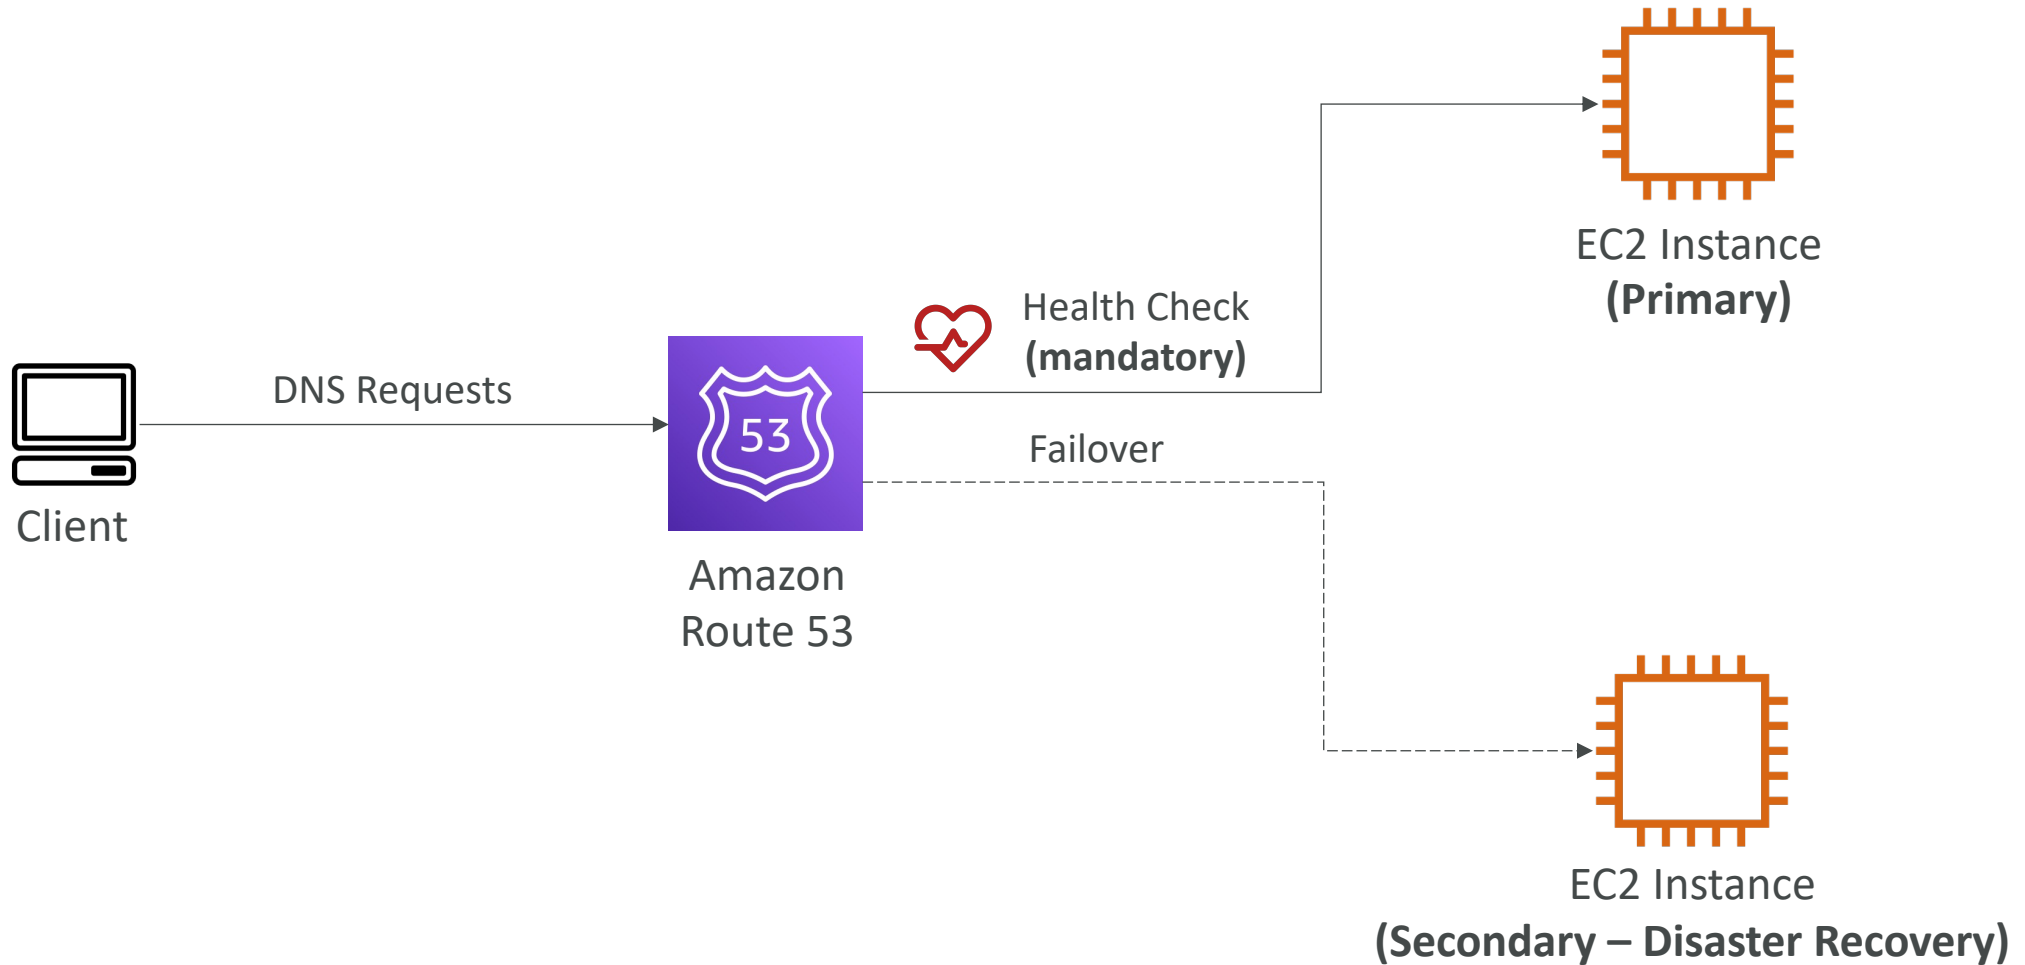 EC2 Instance
(Primary)
Health Check
(mandatory)
DNS Requests
53
Failover
Client
Amazon
Route 53
EC2 Instance
(Secondary – Disaster Recovery)